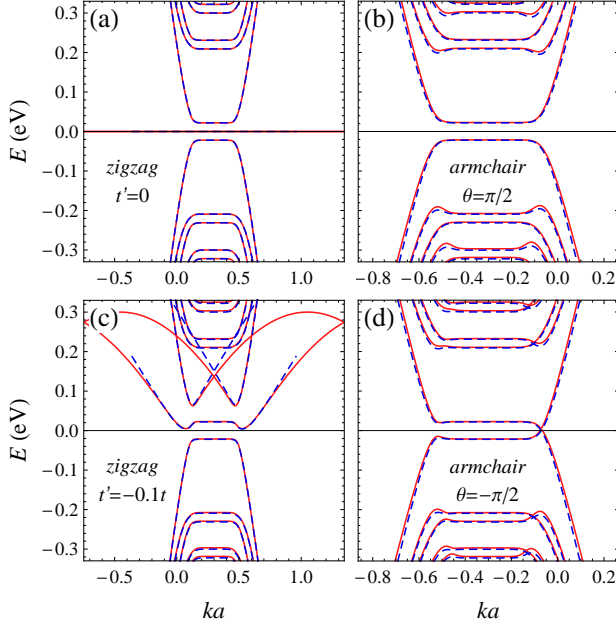 (a)
(b)
0.3
0.2
0.1
0.0
−0.1
−0.2
−0.3
E (eV)
zigzag
t'=0
armchair
θ=π/2
−0.5
0.0
0.5
1.0
−0.8
−0.6
−0.4
−0.2
0.0
0.2
(c)
(d)
0.3
0.2
0.1
0.0
−0.1
−0.2
−0.3
E (eV)
zigzag
t'=−0.1t
armchair
θ=−π/2
−0.5
0.0
0.5
1.0
−0.8
−0.6
−0.4
−0.2
0.0
0.2
ka
ka